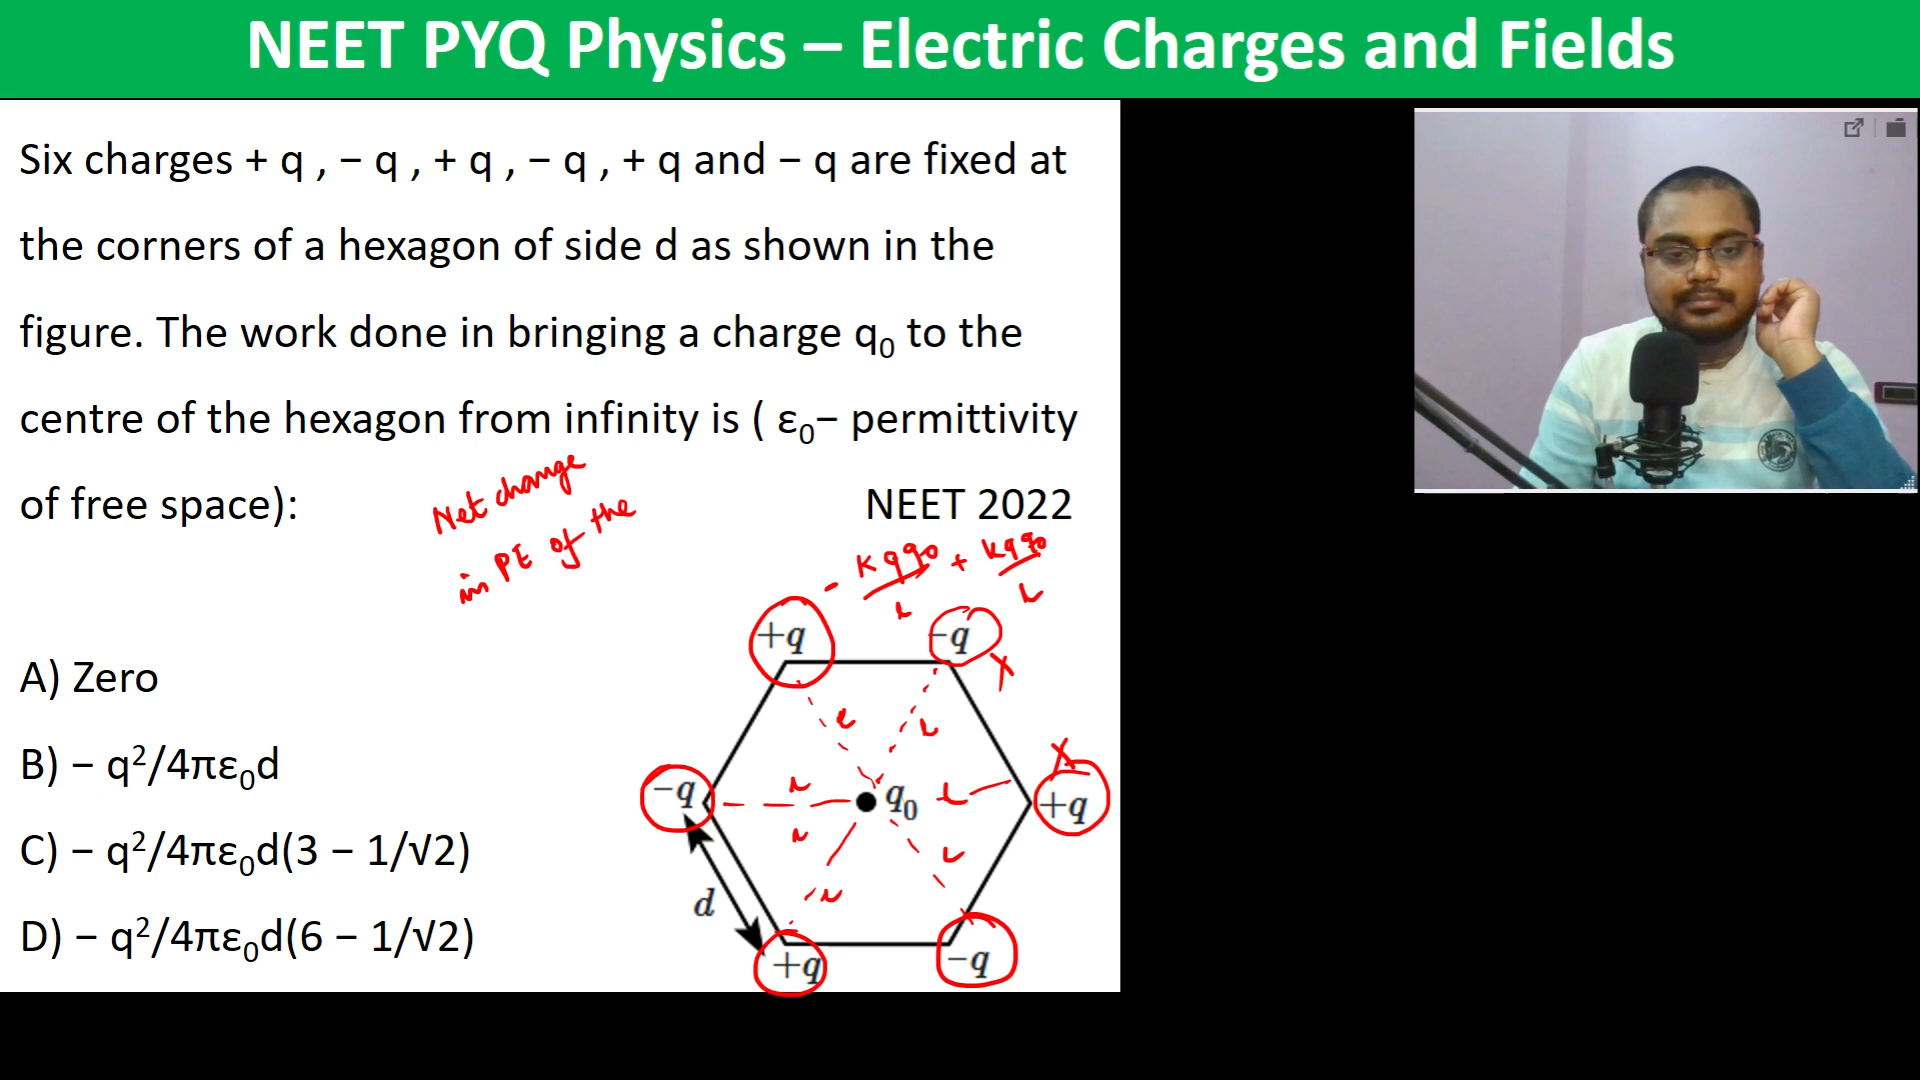 NEET PYQ Physics – Electric Charges and Fields
Six charges + q , − q , + q , − q , + q and − q are fixed at
the corners of a hexagon of side d as shown in the
figure. The work done in bringing a charge q₀ to the
centre of the hexagon from infinity is ( ε₀− permittivity
of free space):
NEET 2022
Net change
in PE of the
- Kqq₀/r + Kqq₀/r
A) Zero
B) − q²/4πε₀d
C) − q²/4πε₀d(3 − 1/√2)
D) − q²/4πε₀d(6 − 1/√2)
+q
−q
X
r
r
X
−q
r
q₀
r
+q
r
r
r
d
+q
−q